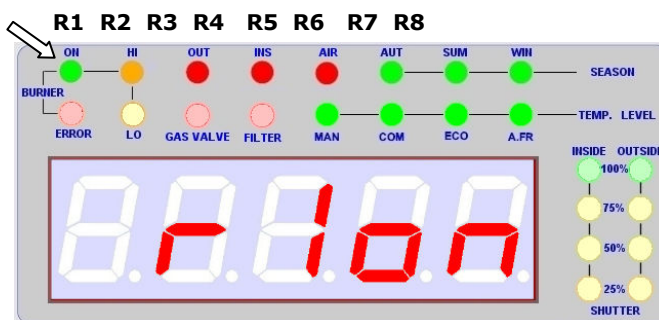 R1 R2 R3 R4 R5 R6 R7 R8
ON HI OUT INS AIR AUT SUM WIN
SEASON
BURNER
TEMP. LEVEL
ERROR LO GAS VALVE FILTER MAN COM ECO A.FR
INSIDE OUTSIDE
100%
75%
50%
25%
SHUTTER
r1on